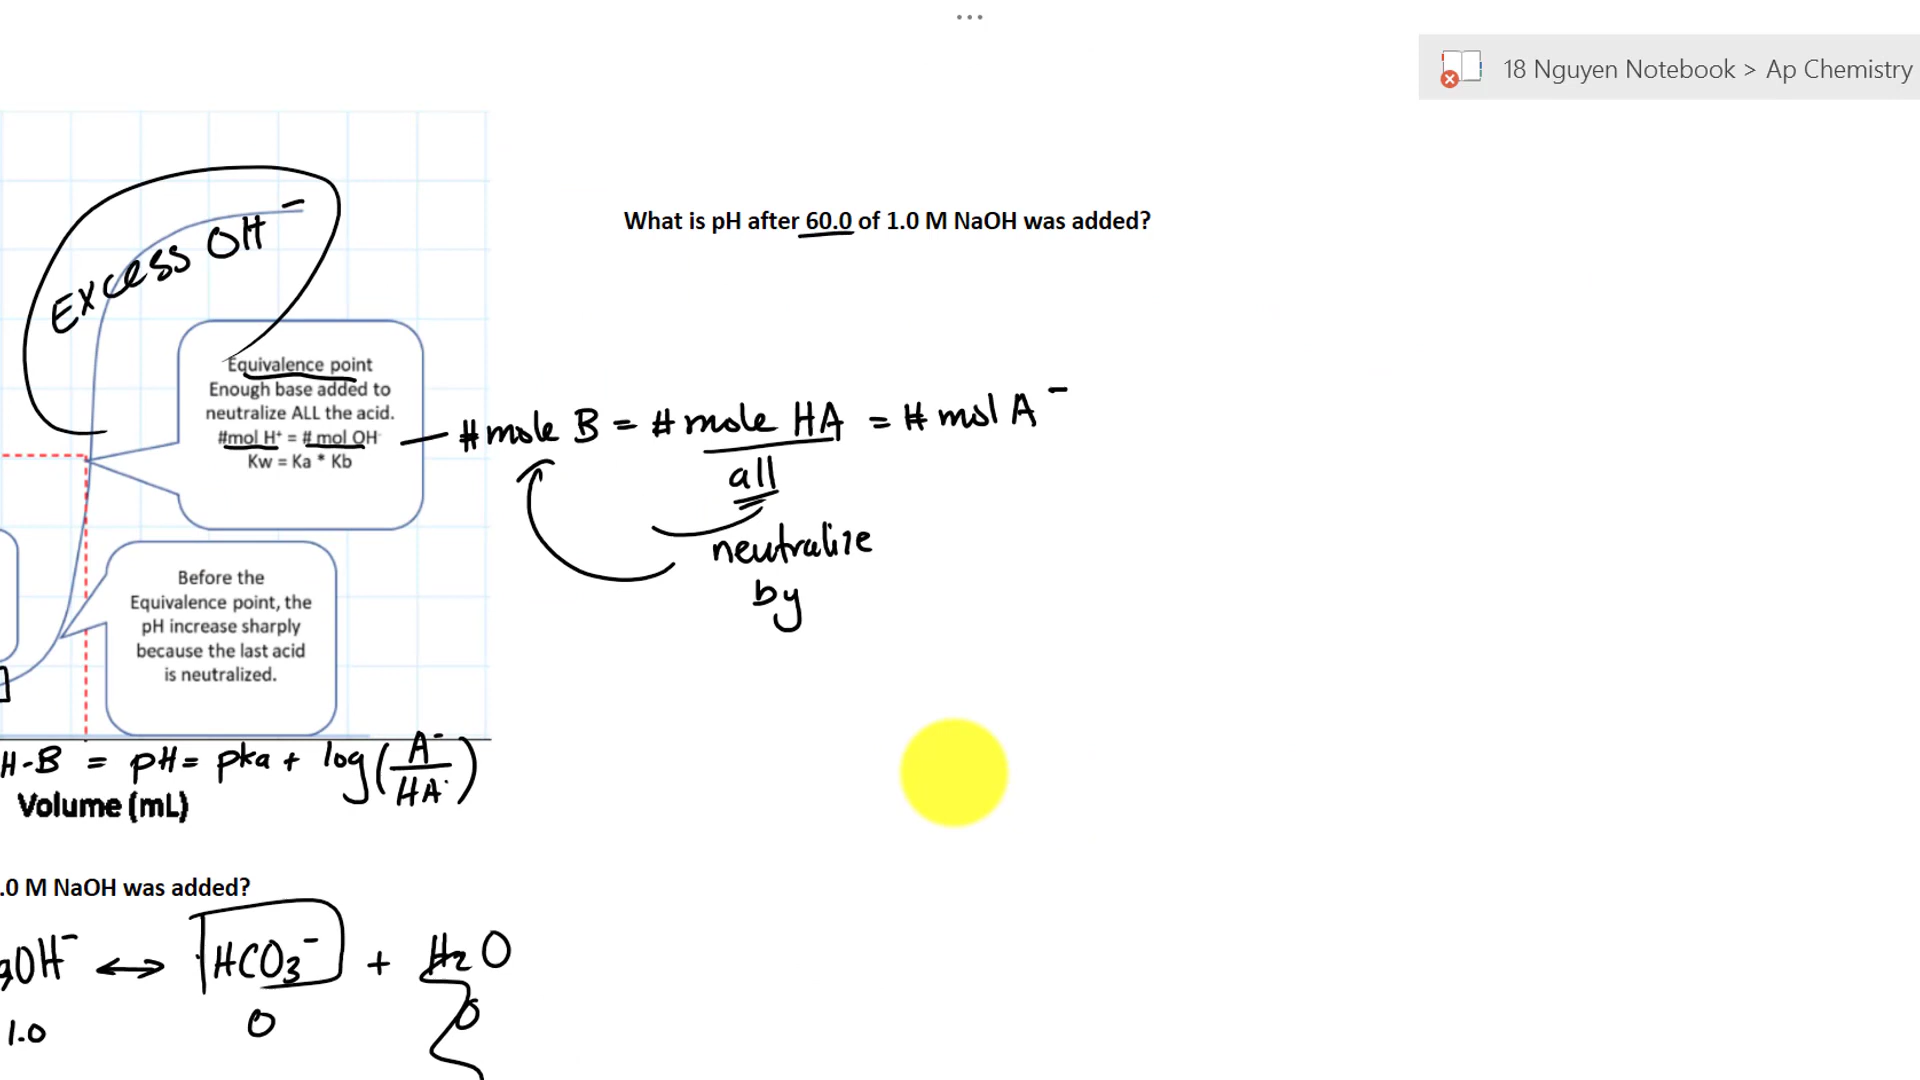 18 Nguyen Notebook > Ap Chemistry
What is pH after 60.0 of 1.0 M NaOH was added?
Excess OH⁻
Equivalence point
Enough base added to
neutralize ALL the acid.
#mol H⁺ = # mol OH⁻
Kw = Ka * Kb
# mole B = # mole HA = # mol A⁻
all
neutralize
by
Before the
Equivalence point, the
pH increase sharply
because the last acid
is neutralized.
H-B = pH = pka + log(A⁻/HA)
Volume (mL)
.0 M NaOH was added?
OH⁻ ↔ HCO₃⁻ + H₂O
1.0 0 0